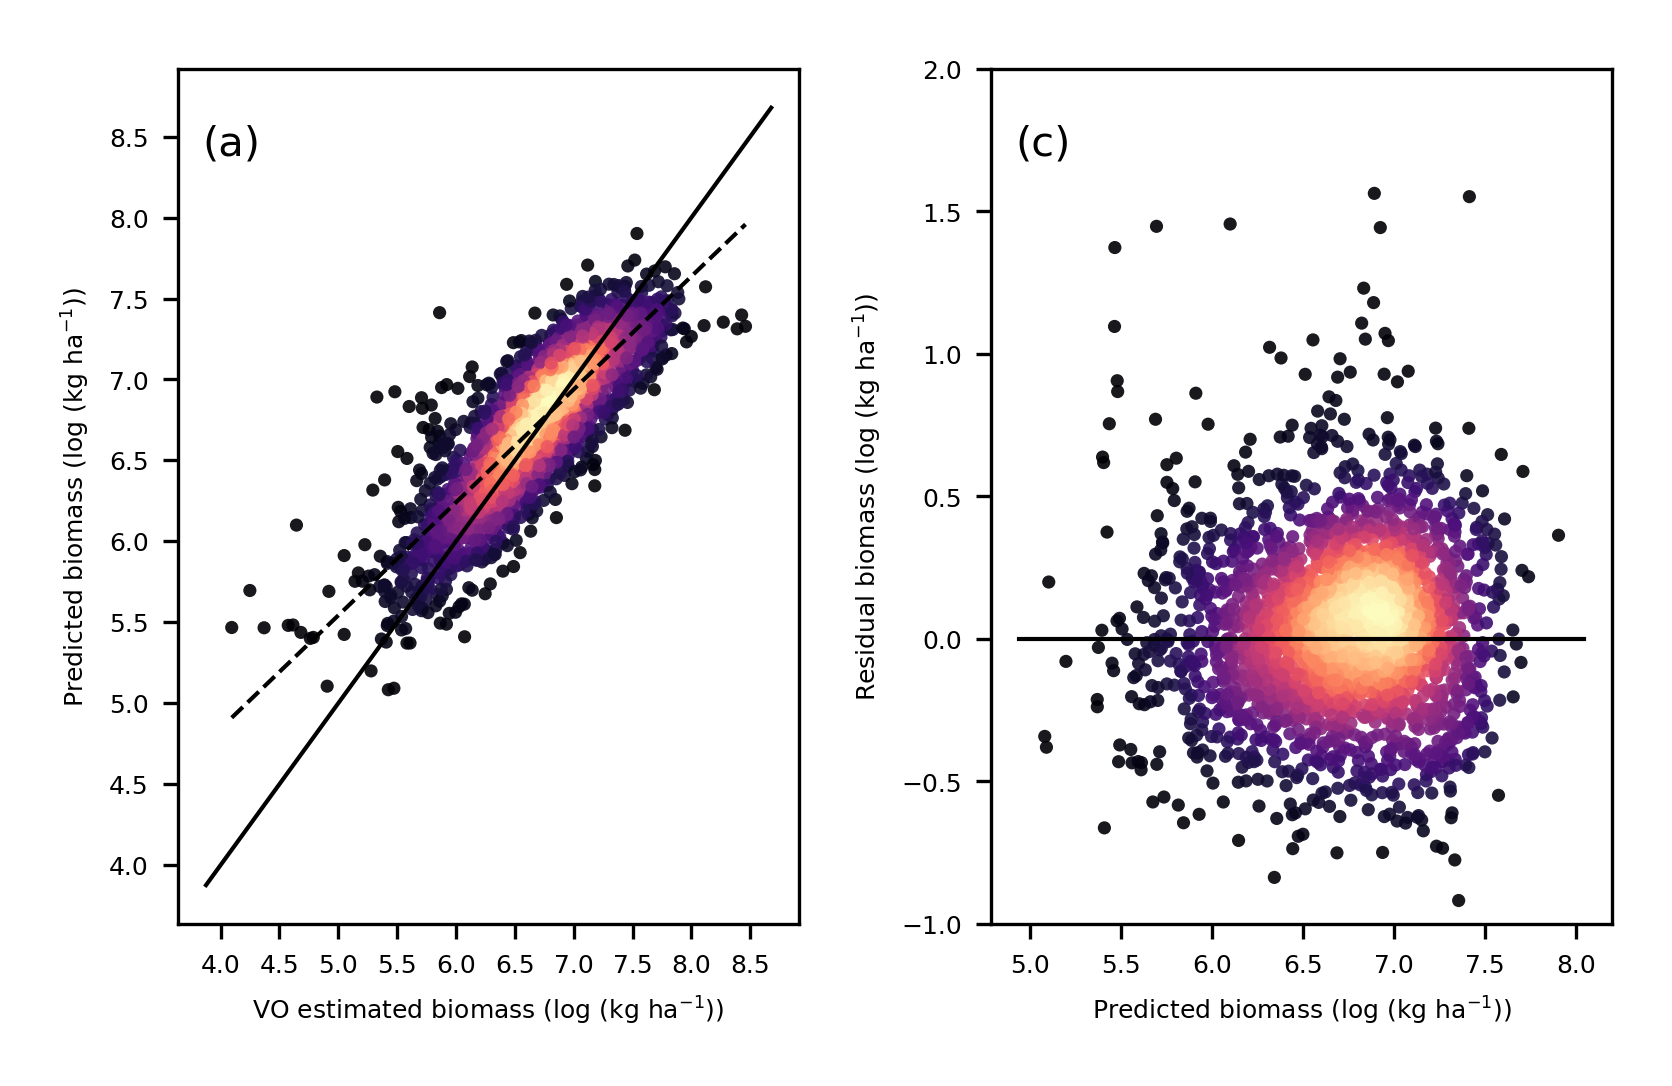 (a)
8.5
8.0
7.5
7.0
6.5
6.0
5.5
5.0
4.5
4.0
Predicted biomass (log (kg ha⁻¹))
4.0 4.5 5.0 5.5 6.0 6.5 7.0 7.5 8.0 8.5
VO estimated biomass (log (kg ha⁻¹))
(c)
2.0
1.5
1.0
0.5
0.0
−0.5
−1.0
Residual biomass (log (kg ha⁻¹))
5.0 5.5 6.0 6.5 7.0 7.5 8.0
Predicted biomass (log (kg ha⁻¹))